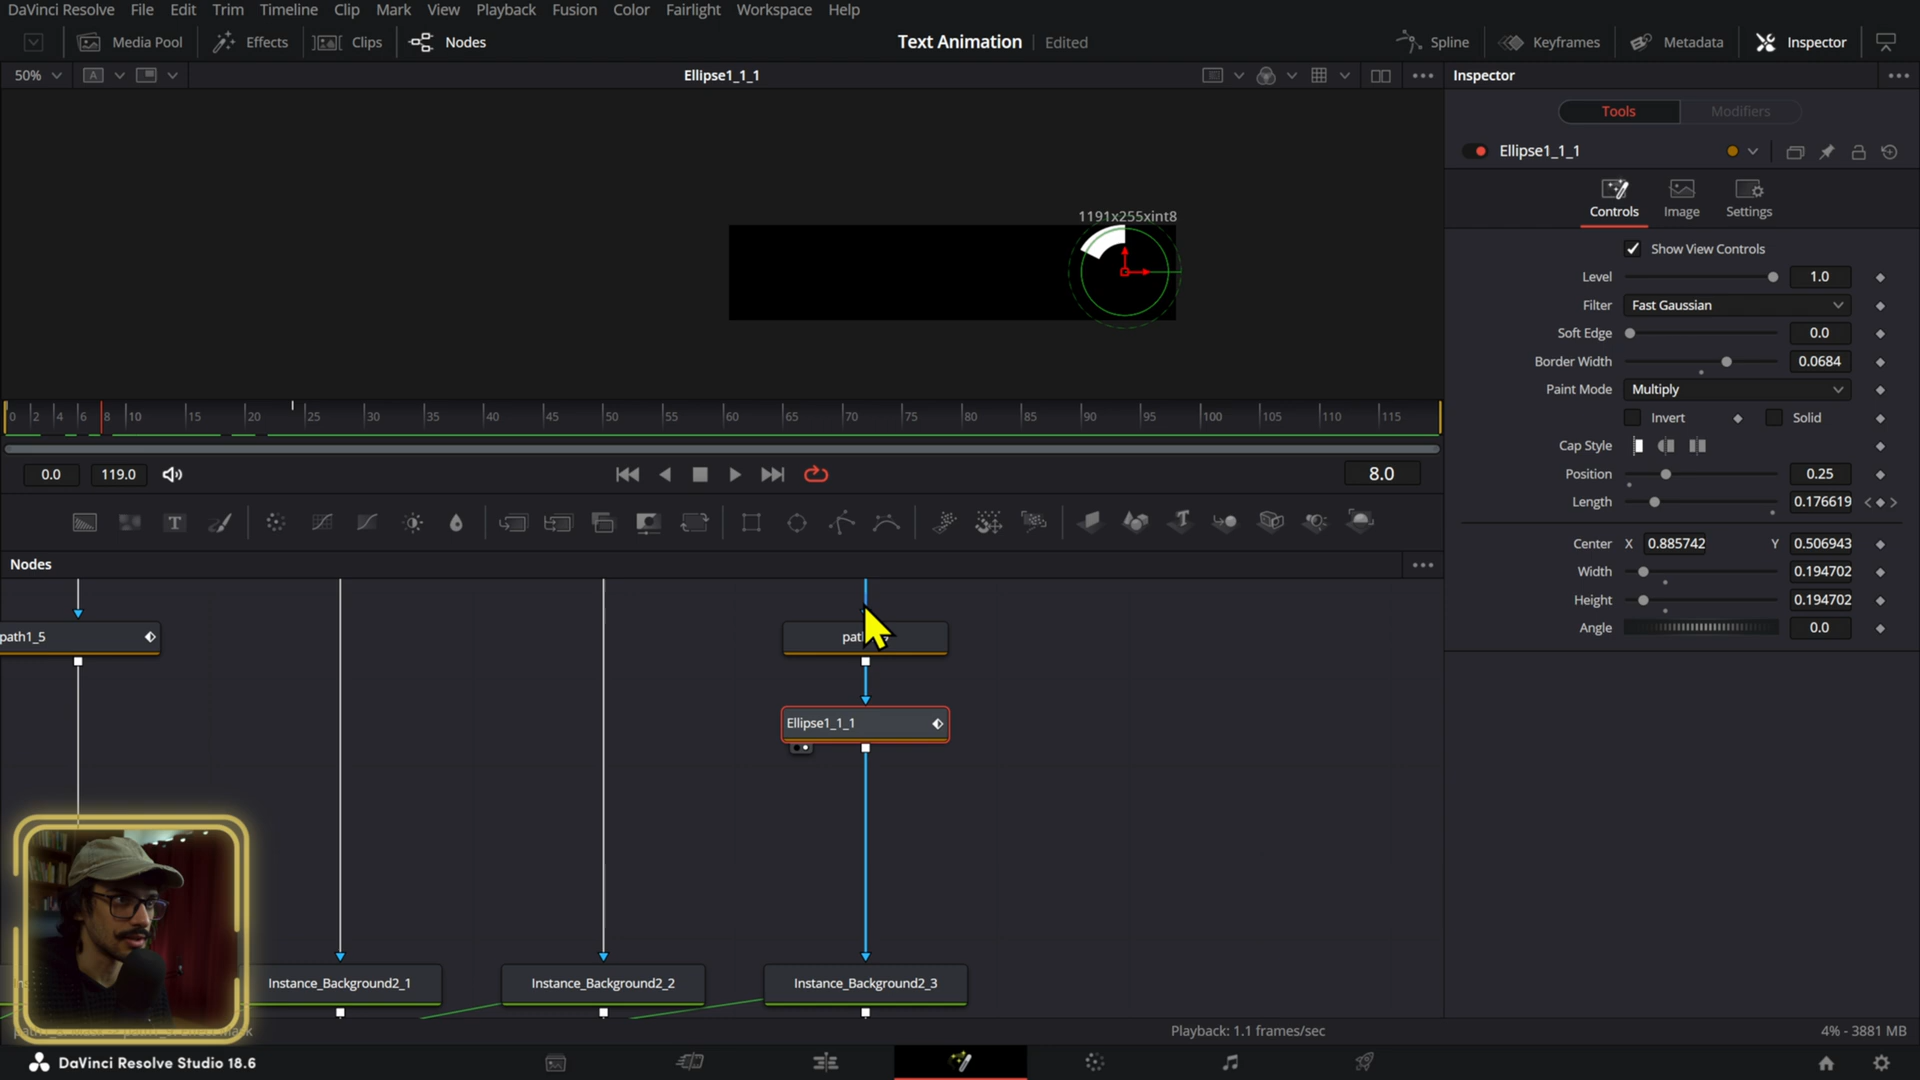 DaVinci Resolve File Edit Trim Timeline Clip Mark View Playback Fusion Color Fairlight Workspace Help
Media Pool Effects Clips Nodes Text Animation Edited Spline Keyframes Metadata Inspector
50% A Ellipse1_1_1 Inspector
Tools Modifiers
Ellipse1_1_1
Controls Image Settings
1191x255xint8
Show View Controls
Level 1.0
Filter Fast Gaussian
Soft Edge 0.0
Border Width 0.0684
Paint Mode Multiply
Invert Solid
Cap Style
Position 0.25
Length 0.176619
Center X 0.885742 Y 0.506943
Width 0.194702
Height 0.194702
Angle 0.0
0 2 4 6 8 10 15 20 25 30 35 40 45 50 55 60 65 70 75 80 85 90 95 100 105 110 115
0.0 119.0 8.0
T
Nodes
path1_5
Ellipse1_1_1
Instance_Background2_1 Instance_Background2_2 Instance_Background2_3
Playback: 1.1 frames/sec 4% - 3881 MB
DaVinci Resolve Studio 18.6